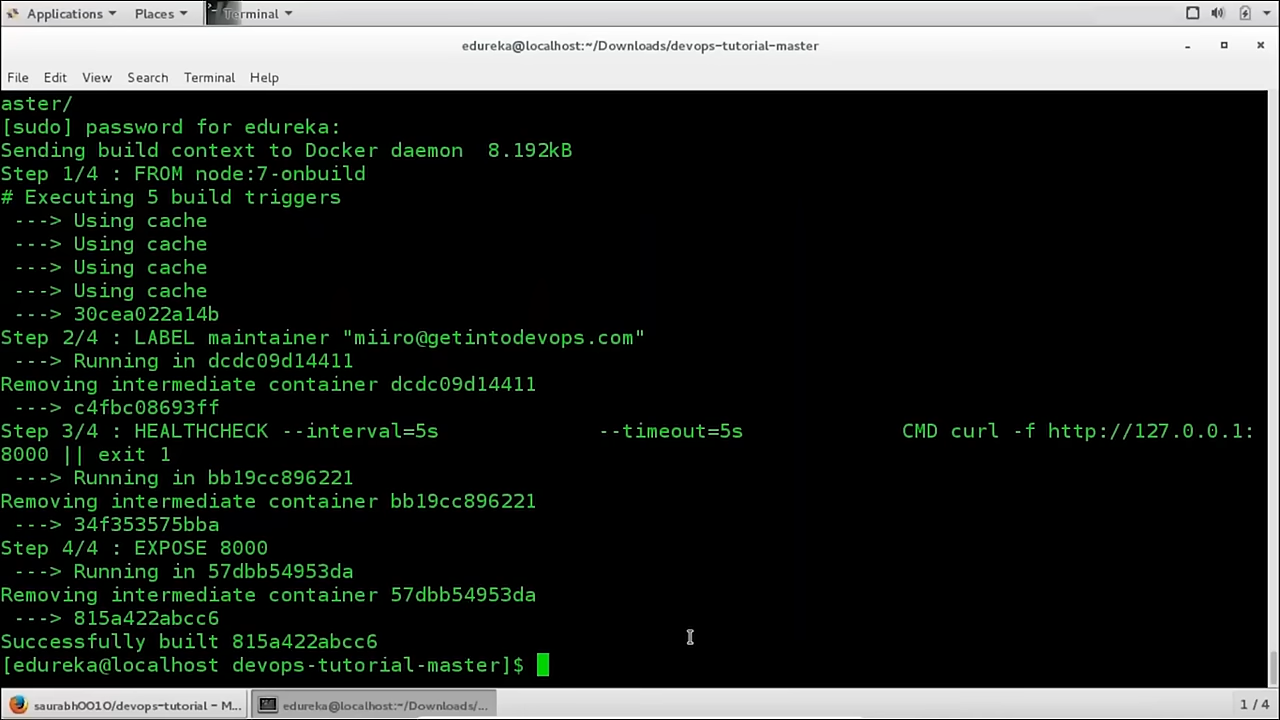 Applications Places Terminal
edureka@localhost:~/Downloads/devops-tutorial-master
File Edit View Search Terminal Help
aster/
[sudo] password for edureka:
Sending build context to Docker daemon  8.192kB
Step 1/4 : FROM node:7-onbuild
# Executing 5 build triggers
 ---> Using cache
 ---> Using cache
 ---> Using cache
 ---> Using cache
 ---> 30cea022a14b
Step 2/4 : LABEL maintainer "miiro@getintodevops.com"
 ---> Running in dcdc09d14411
Removing intermediate container dcdc09d14411
 ---> c4fbc08693ff
Step 3/4 : HEALTHCHECK --interval=5s           --timeout=5s           CMD curl -f http://127.0.0.1:
8000 || exit 1
 ---> Running in bb19cc896221
Removing intermediate container bb19cc896221
 ---> 34f353575bba
Step 4/4 : EXPOSE 8000
 ---> Running in 57dbb54953da
Removing intermediate container 57dbb54953da
 ---> 815a422abcc6
Successfully built 815a422abcc6
[edureka@localhost devops-tutorial-master]$
saurabh0010/devops-tutorial - M... edureka@localhost:~/Downloads/... 1 / 4